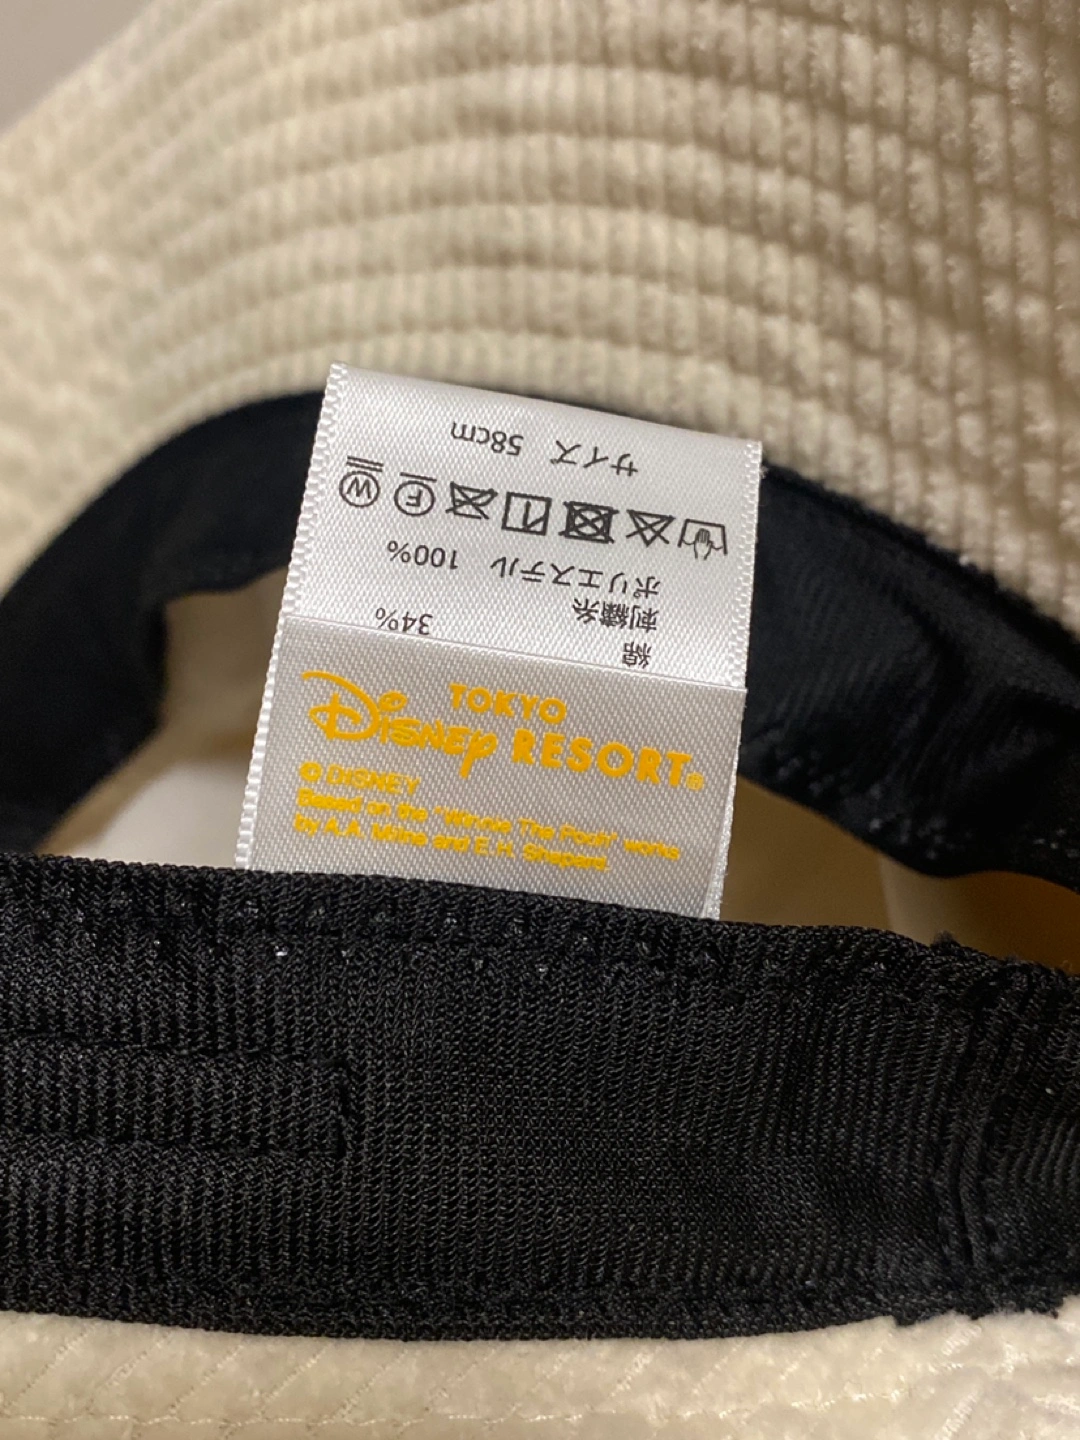 TOKYO
Disney RESORT®
© DISNEY
Based on the "Winnie The Pooh" works
by A.A. Milne and E.H. Shepard.
綿 34%
刺繍糸
ポリエステル 100%
W F
サイズ 58cm